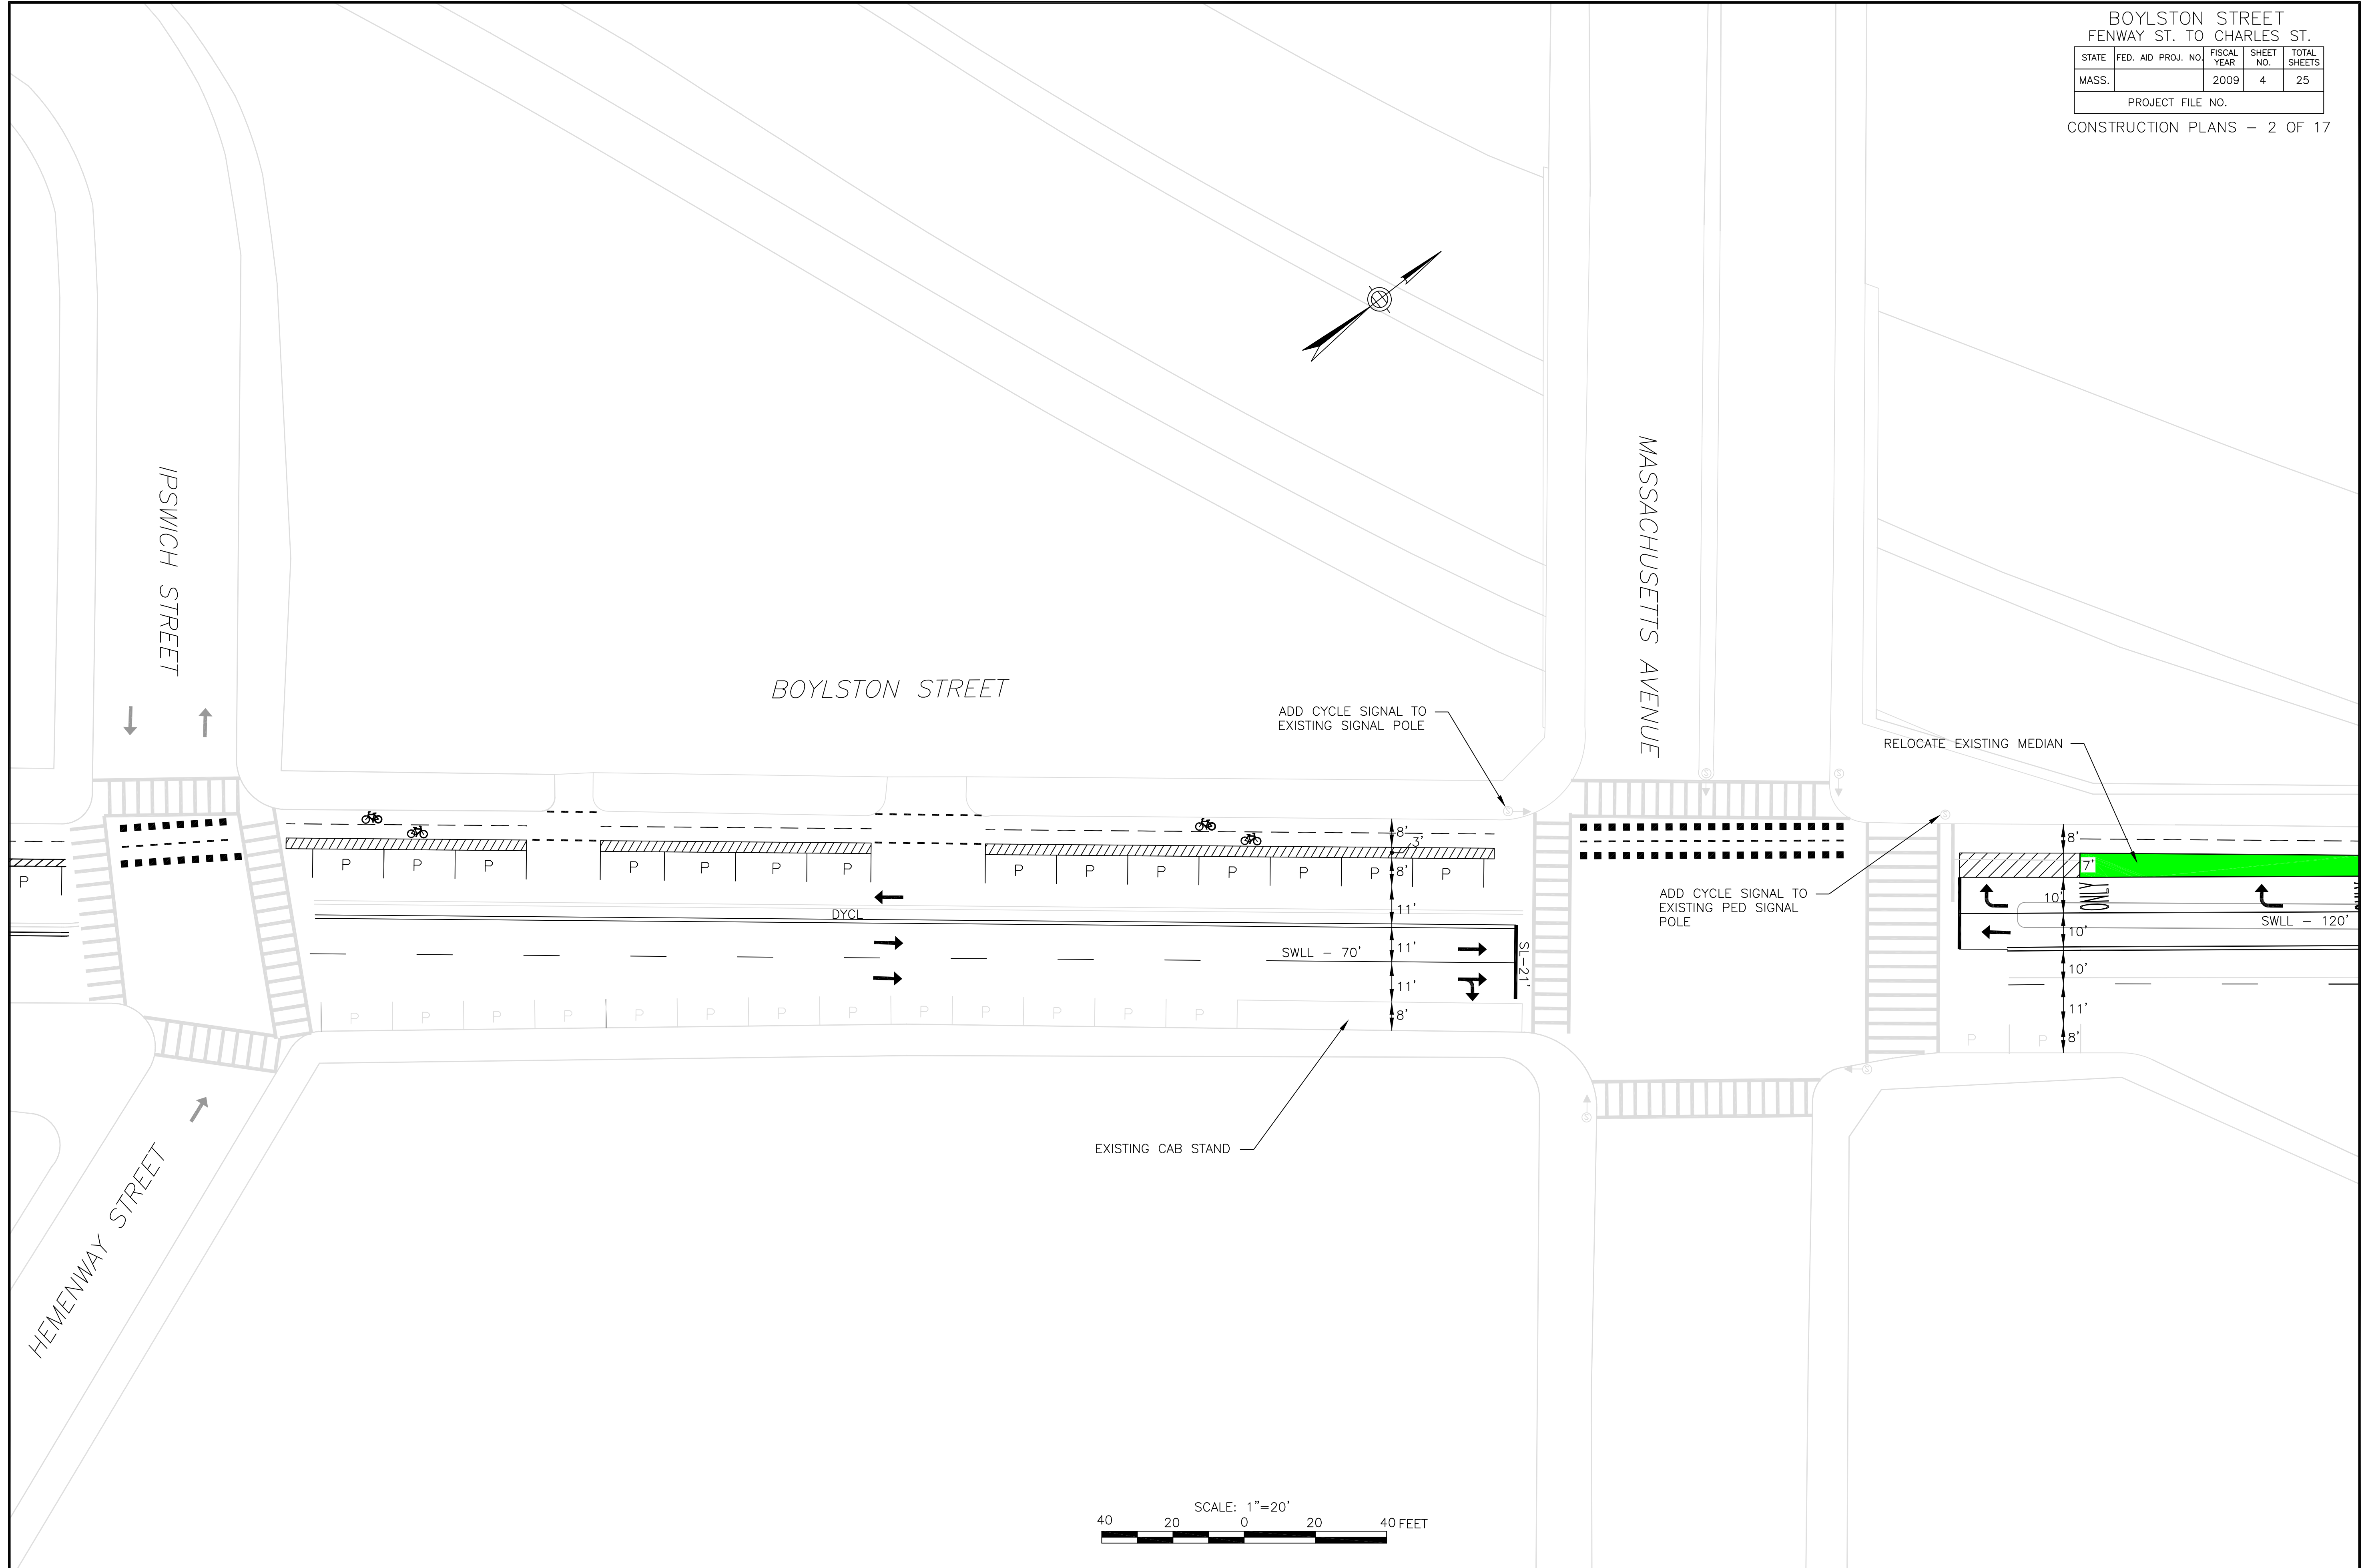 BOYLSTON STREET
FENWAY ST. TO CHARLES ST.
STATE FED. AID PROJ. NO. FISCAL YEAR SHEET NO. TOTAL SHEETS
MASS. 2009 4 25
PROJECT FILE NO.
CONSTRUCTION PLANS – 2 OF 17
IPSWICH STREET
MASSACHUSETTS AVENUE
BOYLSTON STREET
ADD CYCLE SIGNAL TO
EXISTING SIGNAL POLE
RELOCATE EXISTING MEDIAN
8'
3'
8'
11'
11'
11'
8'
P
P P P
P P P P
P P P P P P P
DYCL
SWLL – 70'
SL–21'
ADD CYCLE SIGNAL TO
EXISTING PED SIGNAL
POLE
8'
7'
10'
10'
10'
11'
8'
ONLY
SWLL – 120'
P P P P P P P P P P P P P
P P
S
S
S
S
S
S
EXISTING CAB STAND
HEMENWAY STREET
SCALE: 1"=20'
40 20 0 20 40 FEET